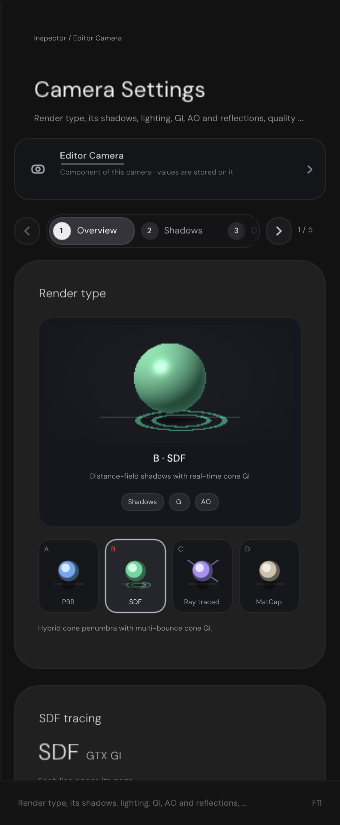 Inspector / Editor Camera
Camera Settings
Render type, its shadows, lighting, GI, AO and reflections, quality ...
Editor Camera
Component of this camera · values are stored on it
1 Overview 2 Shadows 3 1 / 5
Render type
B · SDF
Distance-field shadows with real-time cone GI
Shadows GI AO
A B C D
PBR SDF Ray traced MatCap
Hybrid cone penumbra with multi-bounce cone GI.
SDF tracing
SDF GTX GI
Render type, its shadows, lighting, GI, AO and reflections, ... F11